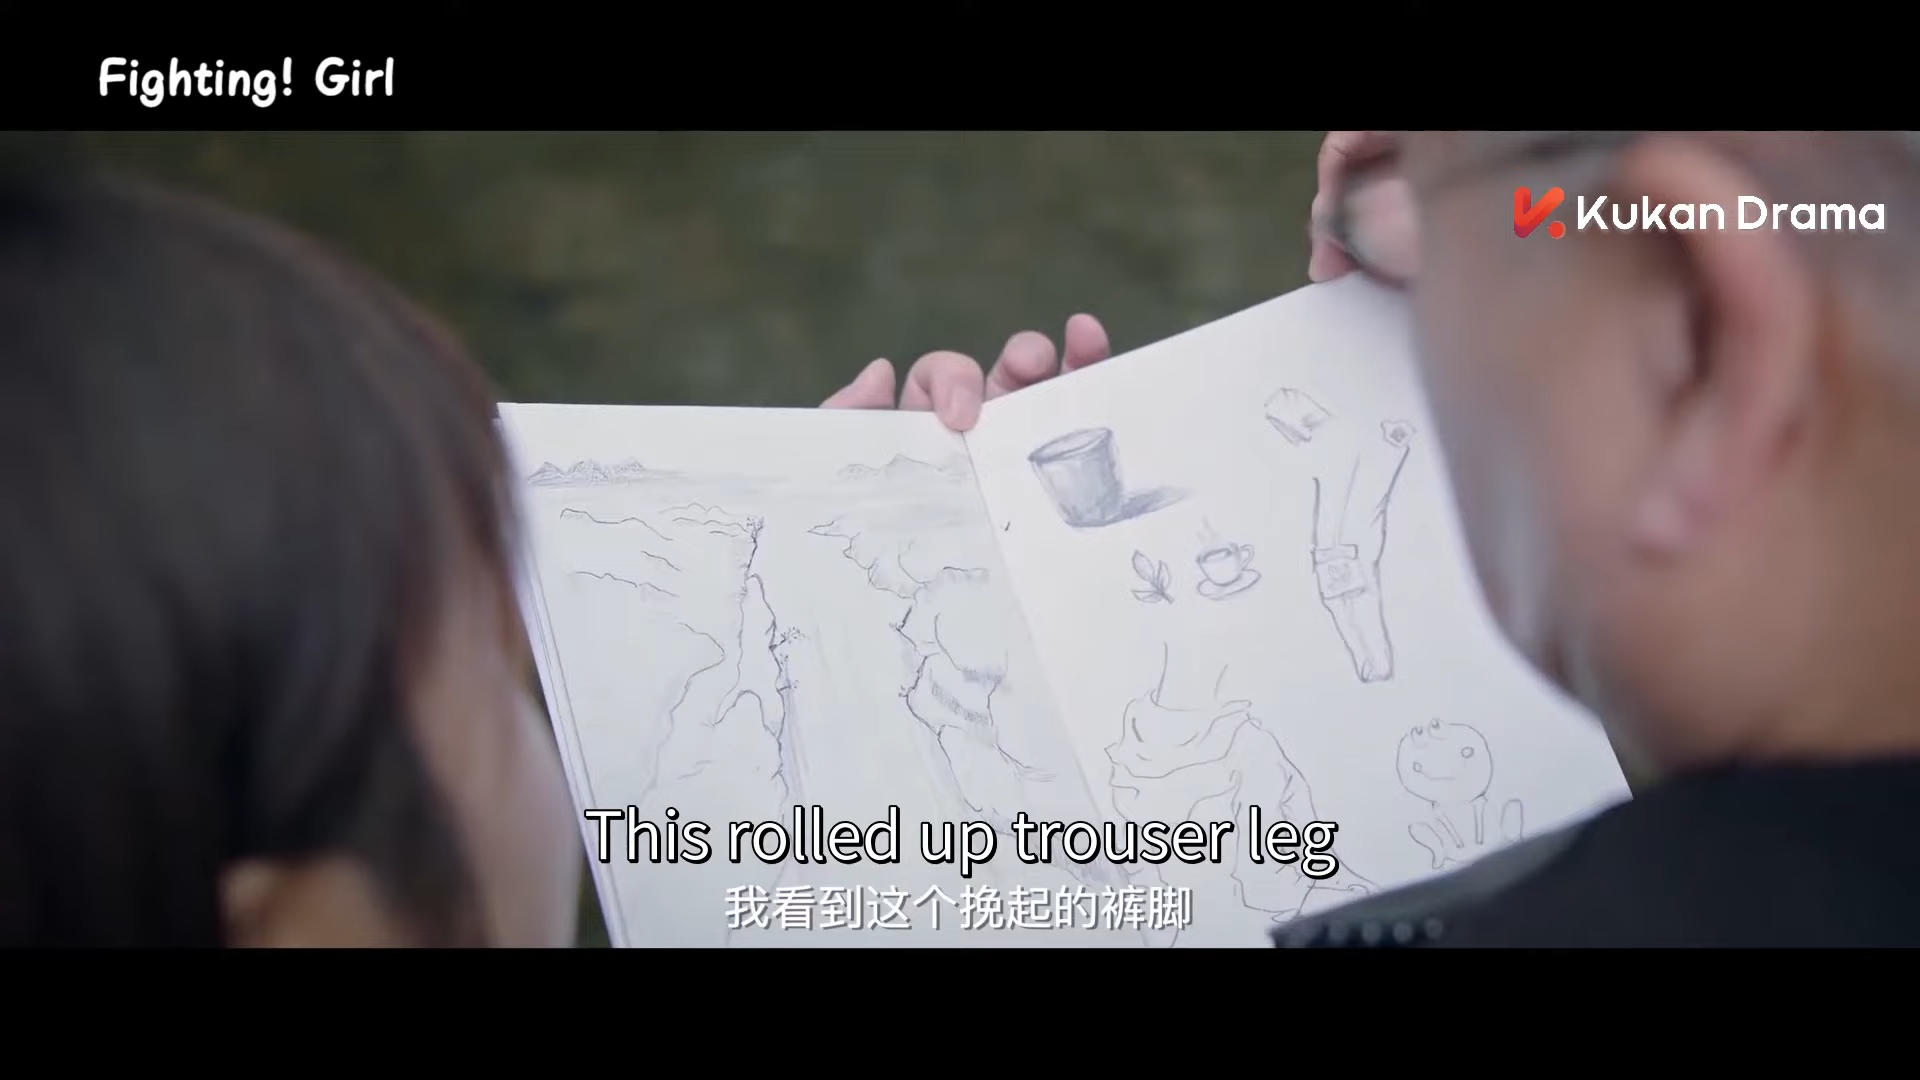 Fighting! Girl
Kukan Drama
This rolled up trouser leg
我看到这个挽起的裤脚